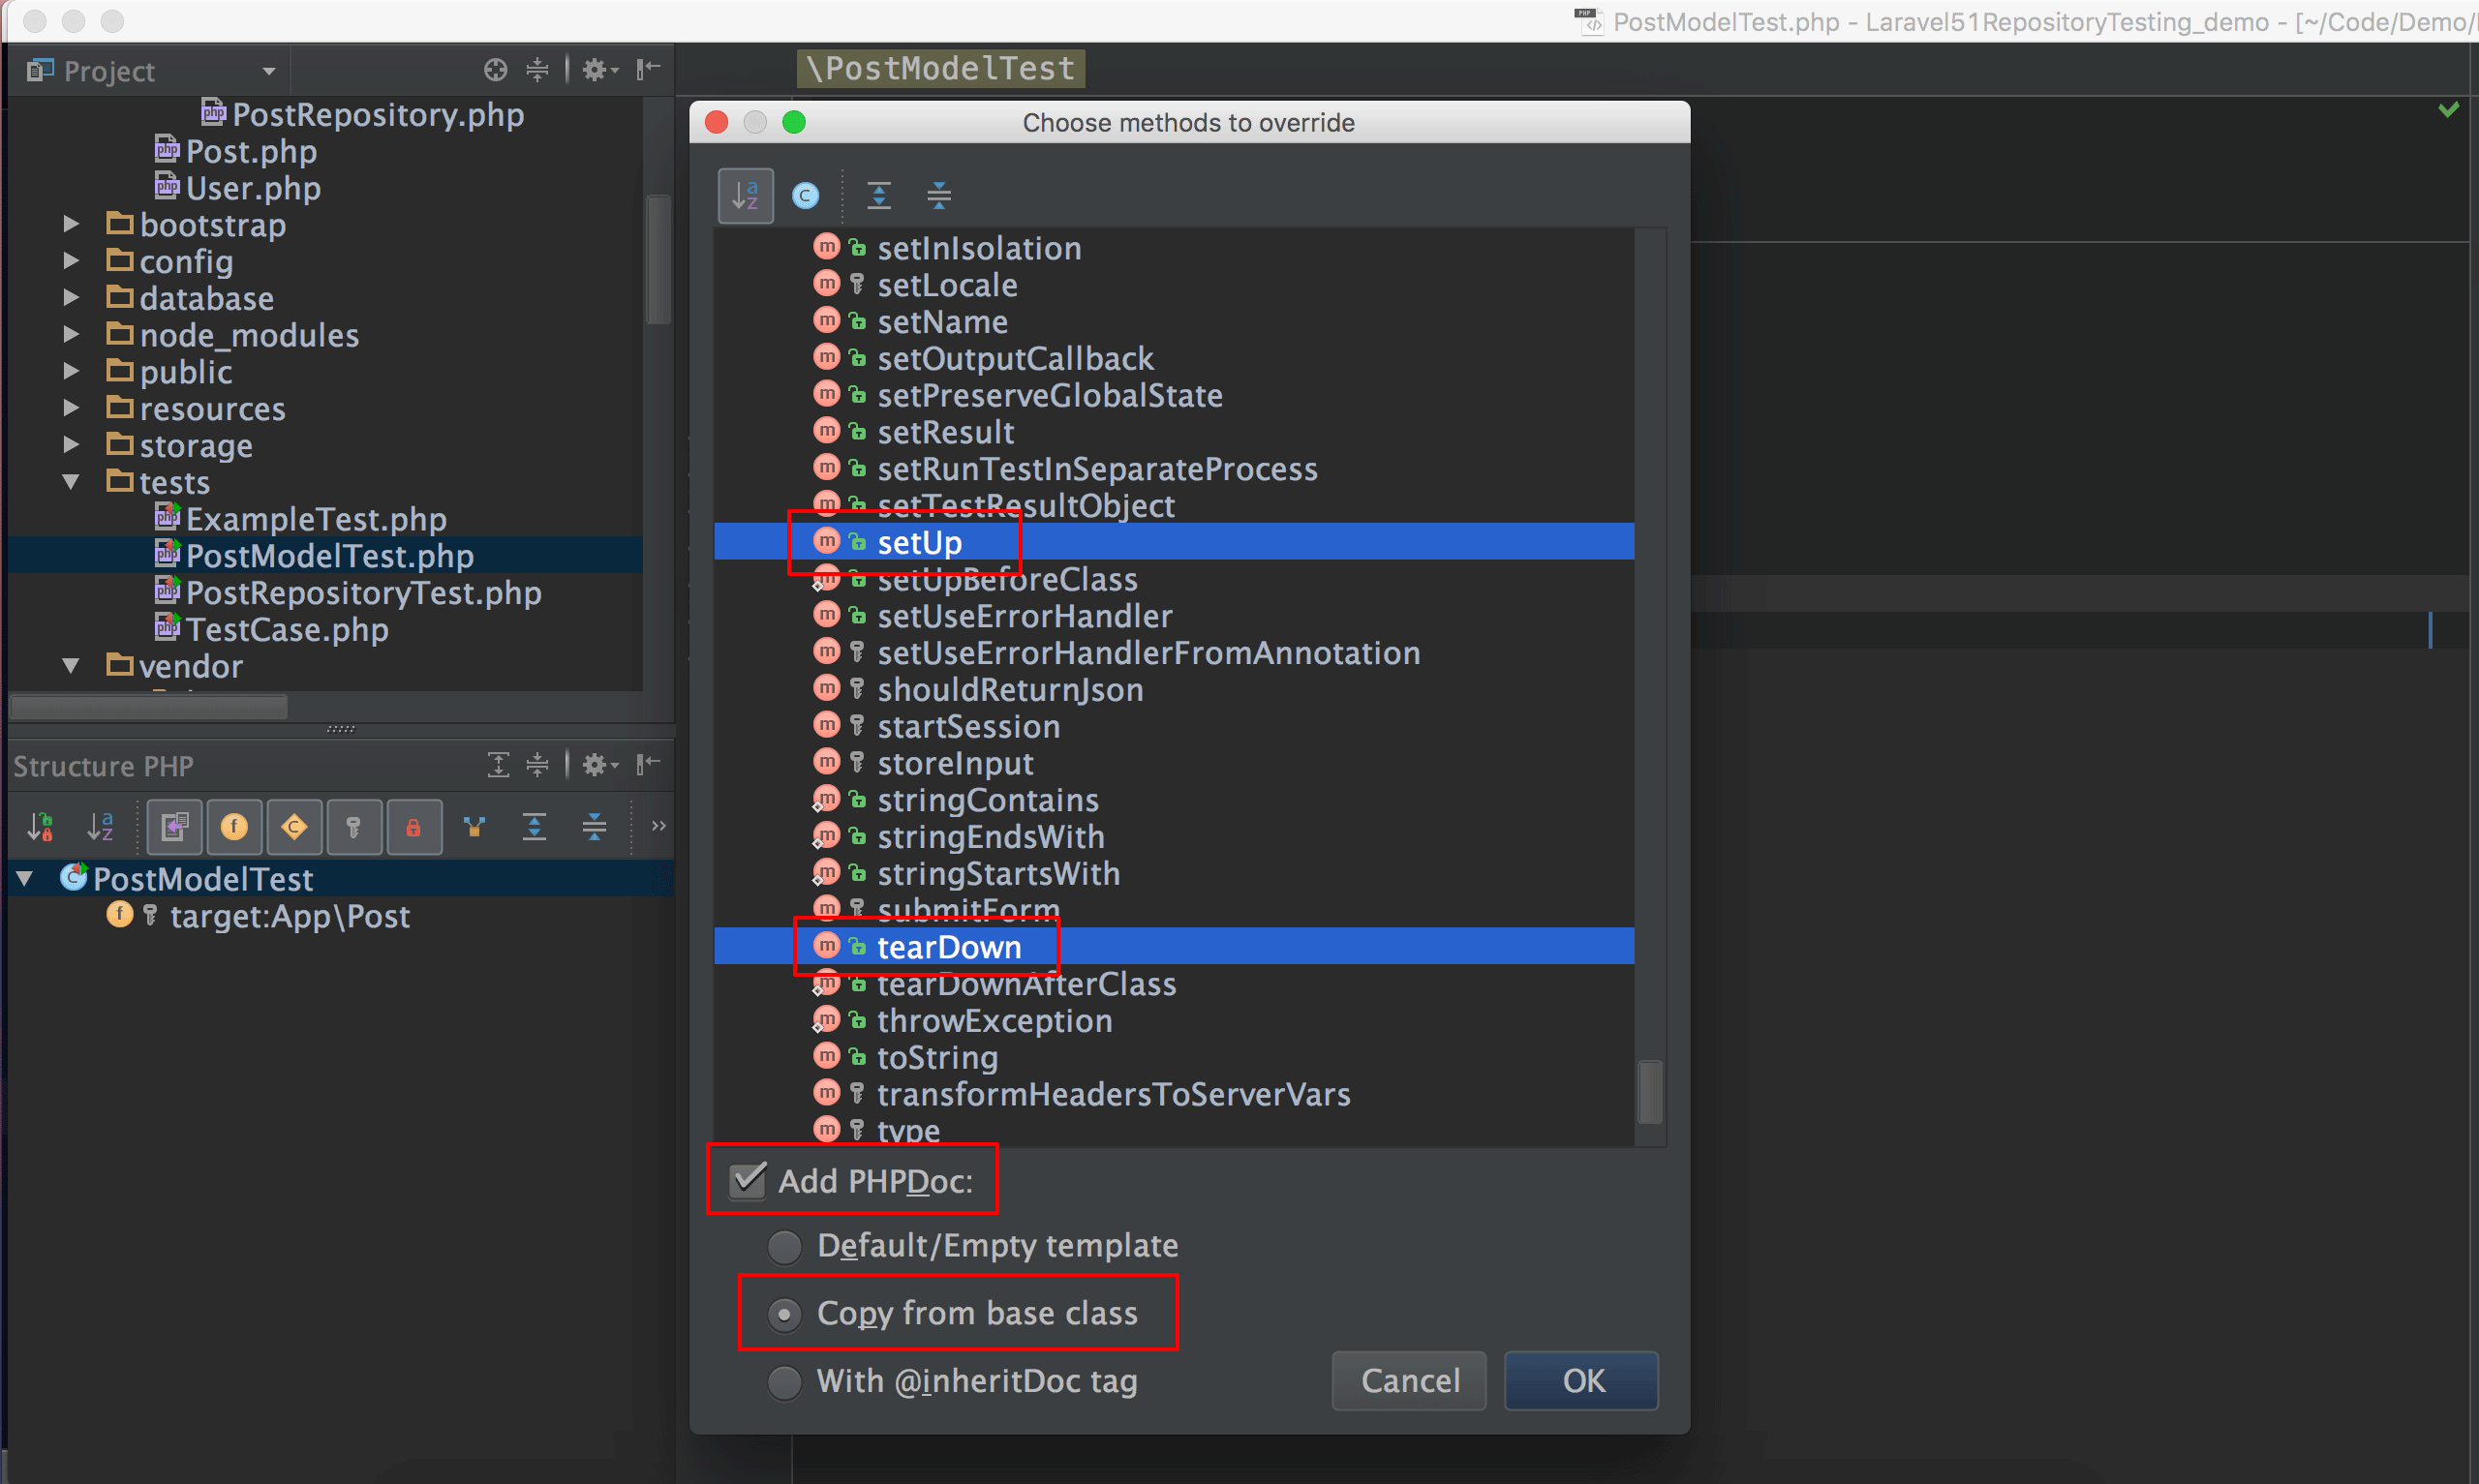 PostModelTest.php - Laravel51RepositoryTesting_demo - [~/Code/Demo/
Project
PostRepository.php
Post.php
User.php
bootstrap
config
database
node_modules
public
resources
storage
tests
ExampleTest.php
PostModelTest.php
PostRepositoryTest.php
TestCase.php
vendor
Structure PHP
PostModelTest
target:App\Post
\PostModelTest
Choose methods to override
setInIsolation
setLocale
setName
setOutputCallback
setPreserveGlobalState
setResult
setRunTestInSeparateProcess
setTestResultObject
setUp
setUpBeforeClass
setUseErrorHandler
setUseErrorHandlerFromAnnotation
shouldReturnJson
startSession
storeInput
stringContains
stringEndsWith
stringStartsWith
submitForm
tearDown
tearDownAfterClass
throwException
toString
transformHeadersToServerVars
type
Add PHPDoc:
Default/Empty template
Copy from base class
With @inheritDoc tag
Cancel
OK